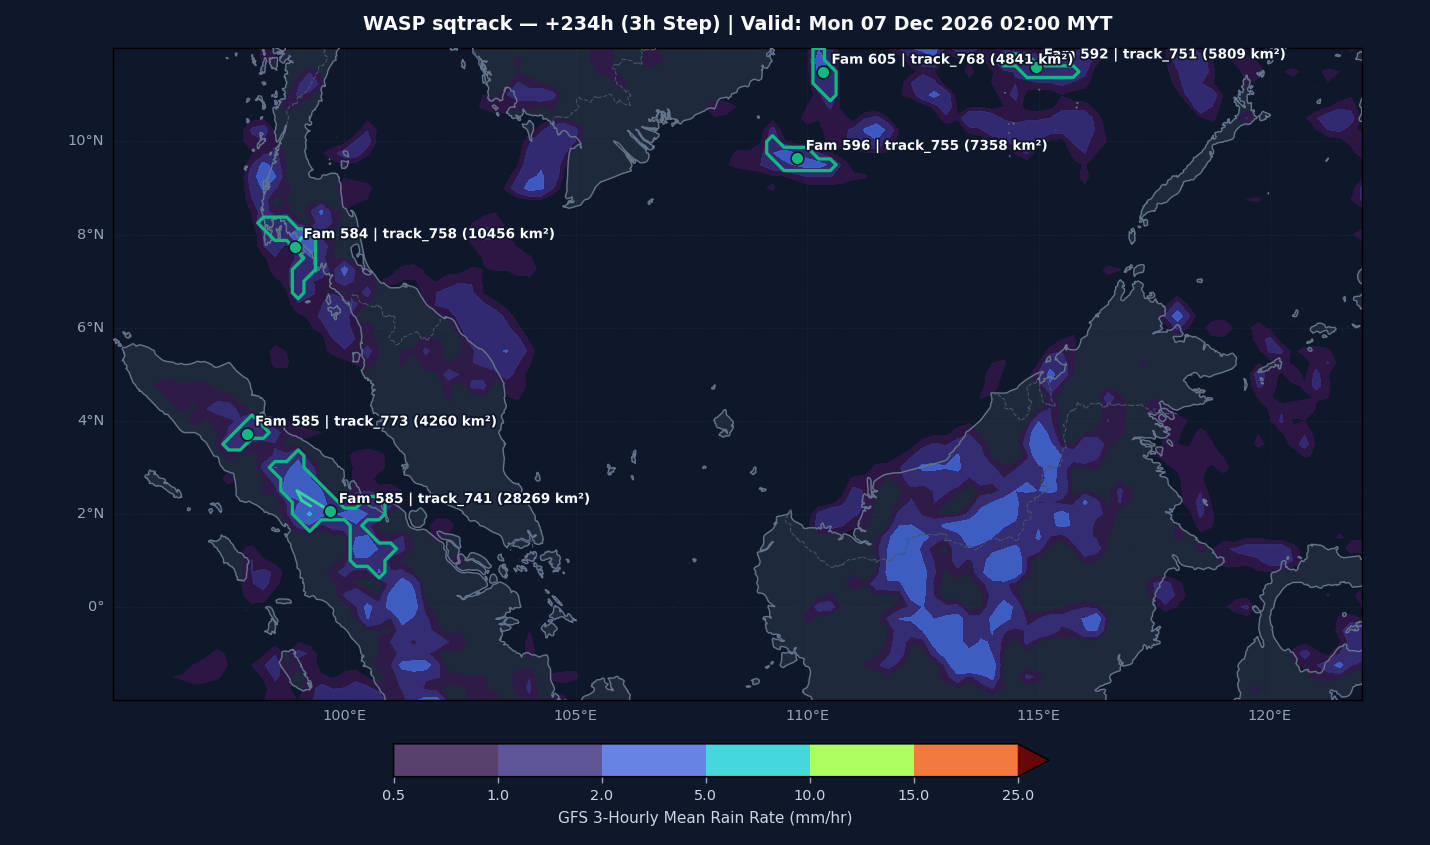 WASP sqtrack — +234h (3h Step) | Valid: Mon 07 Dec 2026 02:00 MYT
Fam 605 | track_768 (4841 km²)
Fam 592 | track_751 (5809 km²)
10°N
Fam 596 | track_755 (7358 km²)
8°N
Fam 584 | track_758 (10456 km²)
6°N
4°N
Fam 585 | track_773 (4260 km²)
Fam 585 | track_741 (28269 km²)
2°N
0°
100°E 105°E 110°E 115°E 120°E
0.5 1.0 2.0 5.0 10.0 15.0 25.0
GFS 3-Hourly Mean Rain Rate (mm/hr)